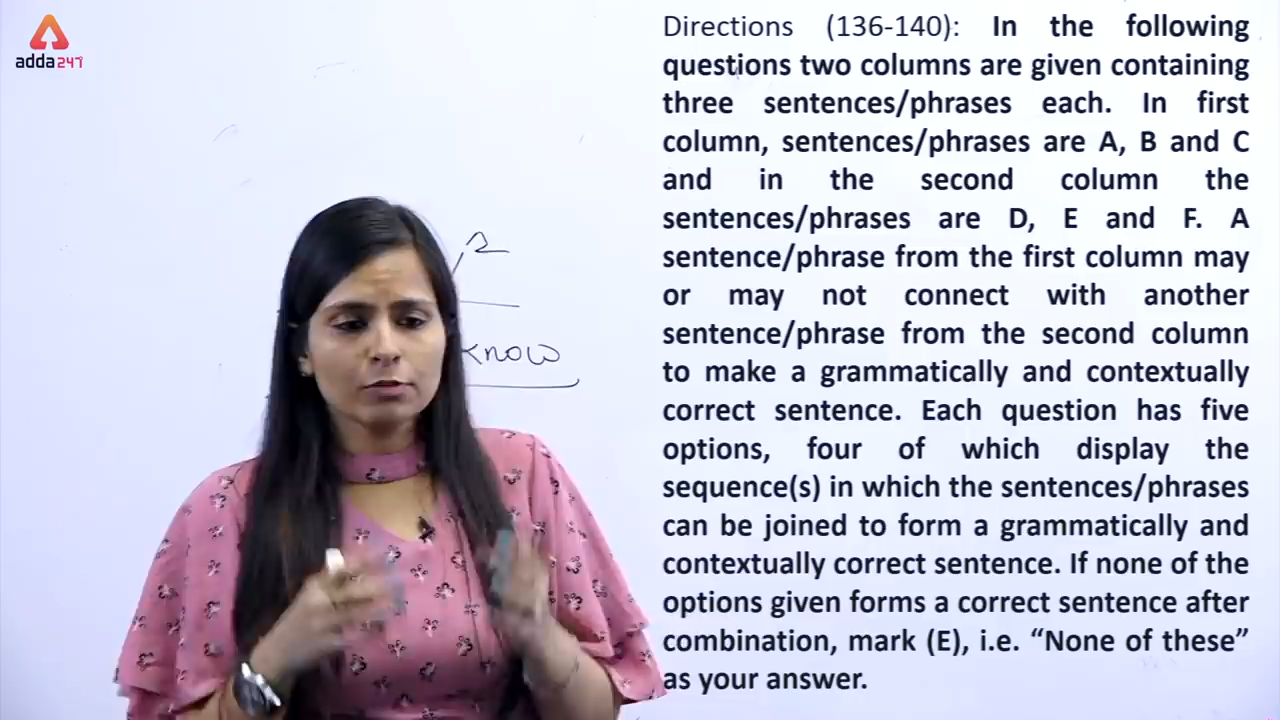 adda247
Directions (136-140): In the following
questions two columns are given containing
three sentences/phrases each. In first
column, sentences/phrases are A, B and C
and in the second column the
sentences/phrases are D, E and F. A
sentence/phrase from the first column may
or may not connect with another
sentence/phrase from the second column
to make a grammatically and contextually
correct sentence. Each question has five
options, four of which display the
sequence(s) in which the sentences/phrases
can be joined to form a grammatically and
contextually correct sentence. If none of the
options given forms a correct sentence after
combination, mark (E), i.e. “None of these”
as your answer.
know